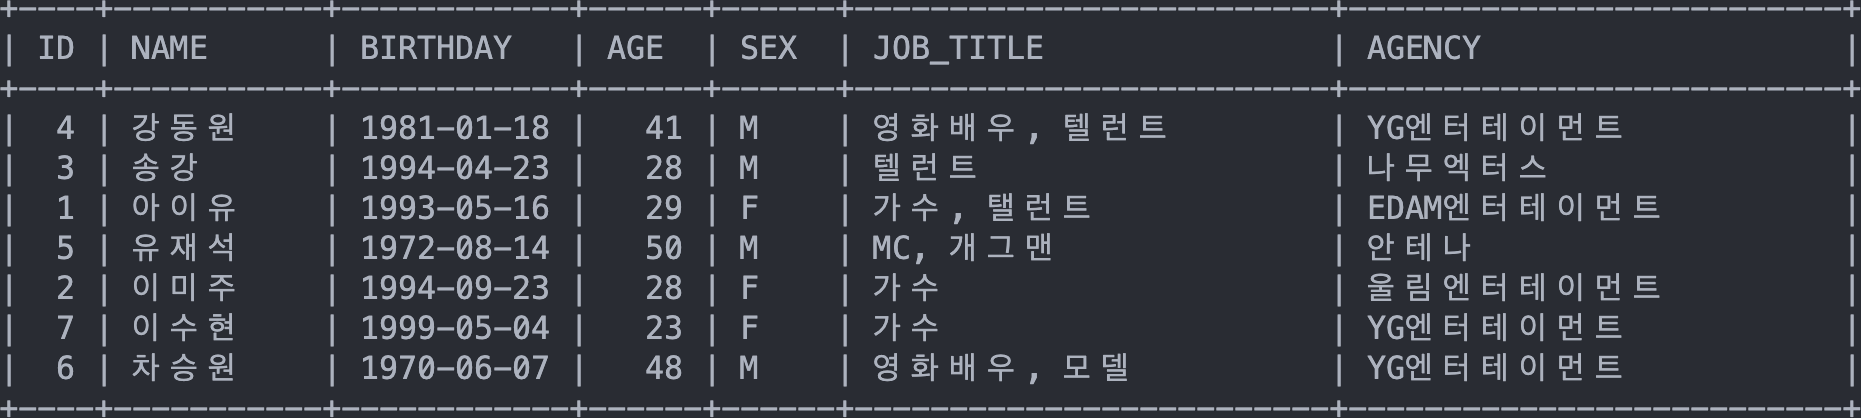 | ID | NAME | BIRTHDAY | AGE | SEX | JOB_TITLE | AGENCY |
| 4 | 강동원 | 1981-01-18 | 41 | M | 영화배우, 텔런트 | YG엔터테이먼트 |
| 3 | 송강 | 1994-04-23 | 28 | M | 텔런트 | 나무엑터스 |
| 1 | 아이유 | 1993-05-16 | 29 | F | 가수, 탤런트 | EDAM엔터테이먼트 |
| 5 | 유재석 | 1972-08-14 | 50 | M | MC, 개그맨 | 안테나 |
| 2 | 이미주 | 1994-09-23 | 28 | F | 가수 | 울림엔터테이먼트 |
| 7 | 이수현 | 1999-05-04 | 23 | F | 가수 | YG엔터테이먼트 |
| 6 | 차승원 | 1970-06-07 | 48 | M | 영화배우, 모델 | YG엔터테이먼트 |